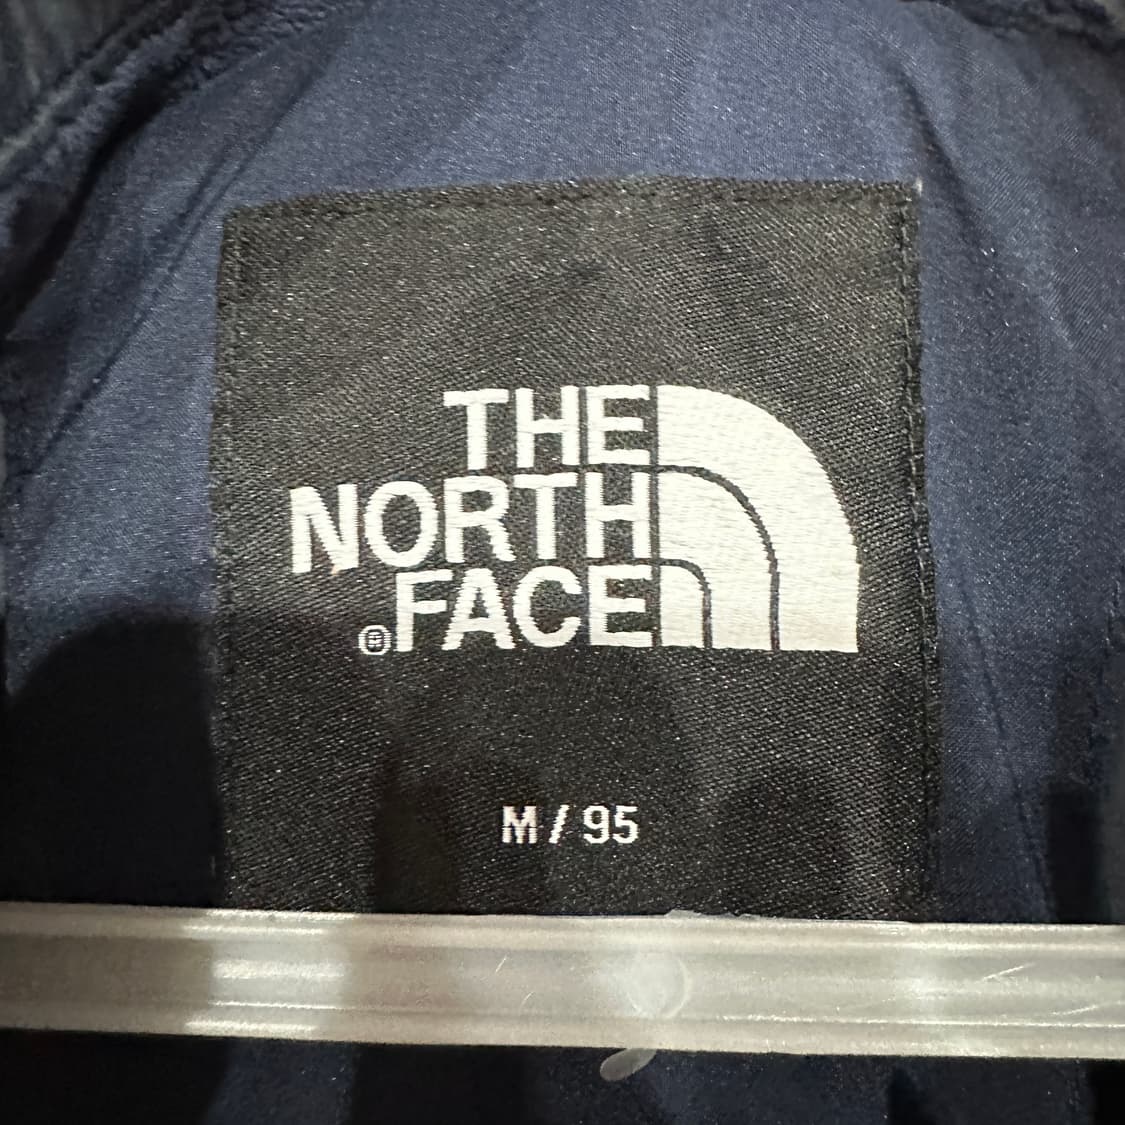 THE
NORTH
FACE
®
M / 95